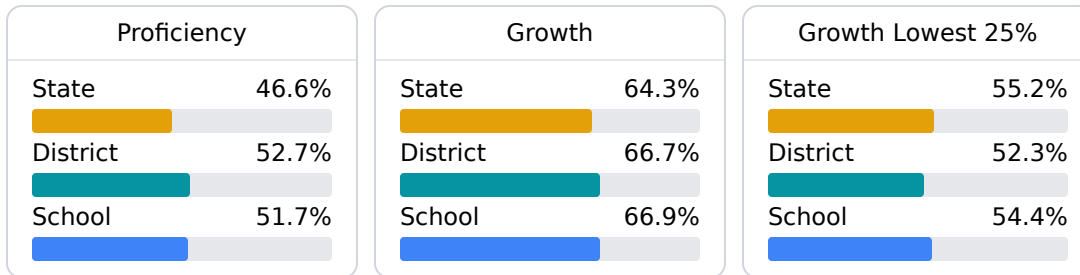 Proficiency
State 46.6%
District 52.7%
School 51.7%
Growth
State 64.3%
District 66.7%
School 66.9%
Growth Lowest 25%
State 55.2%
District 52.3%
School 54.4%